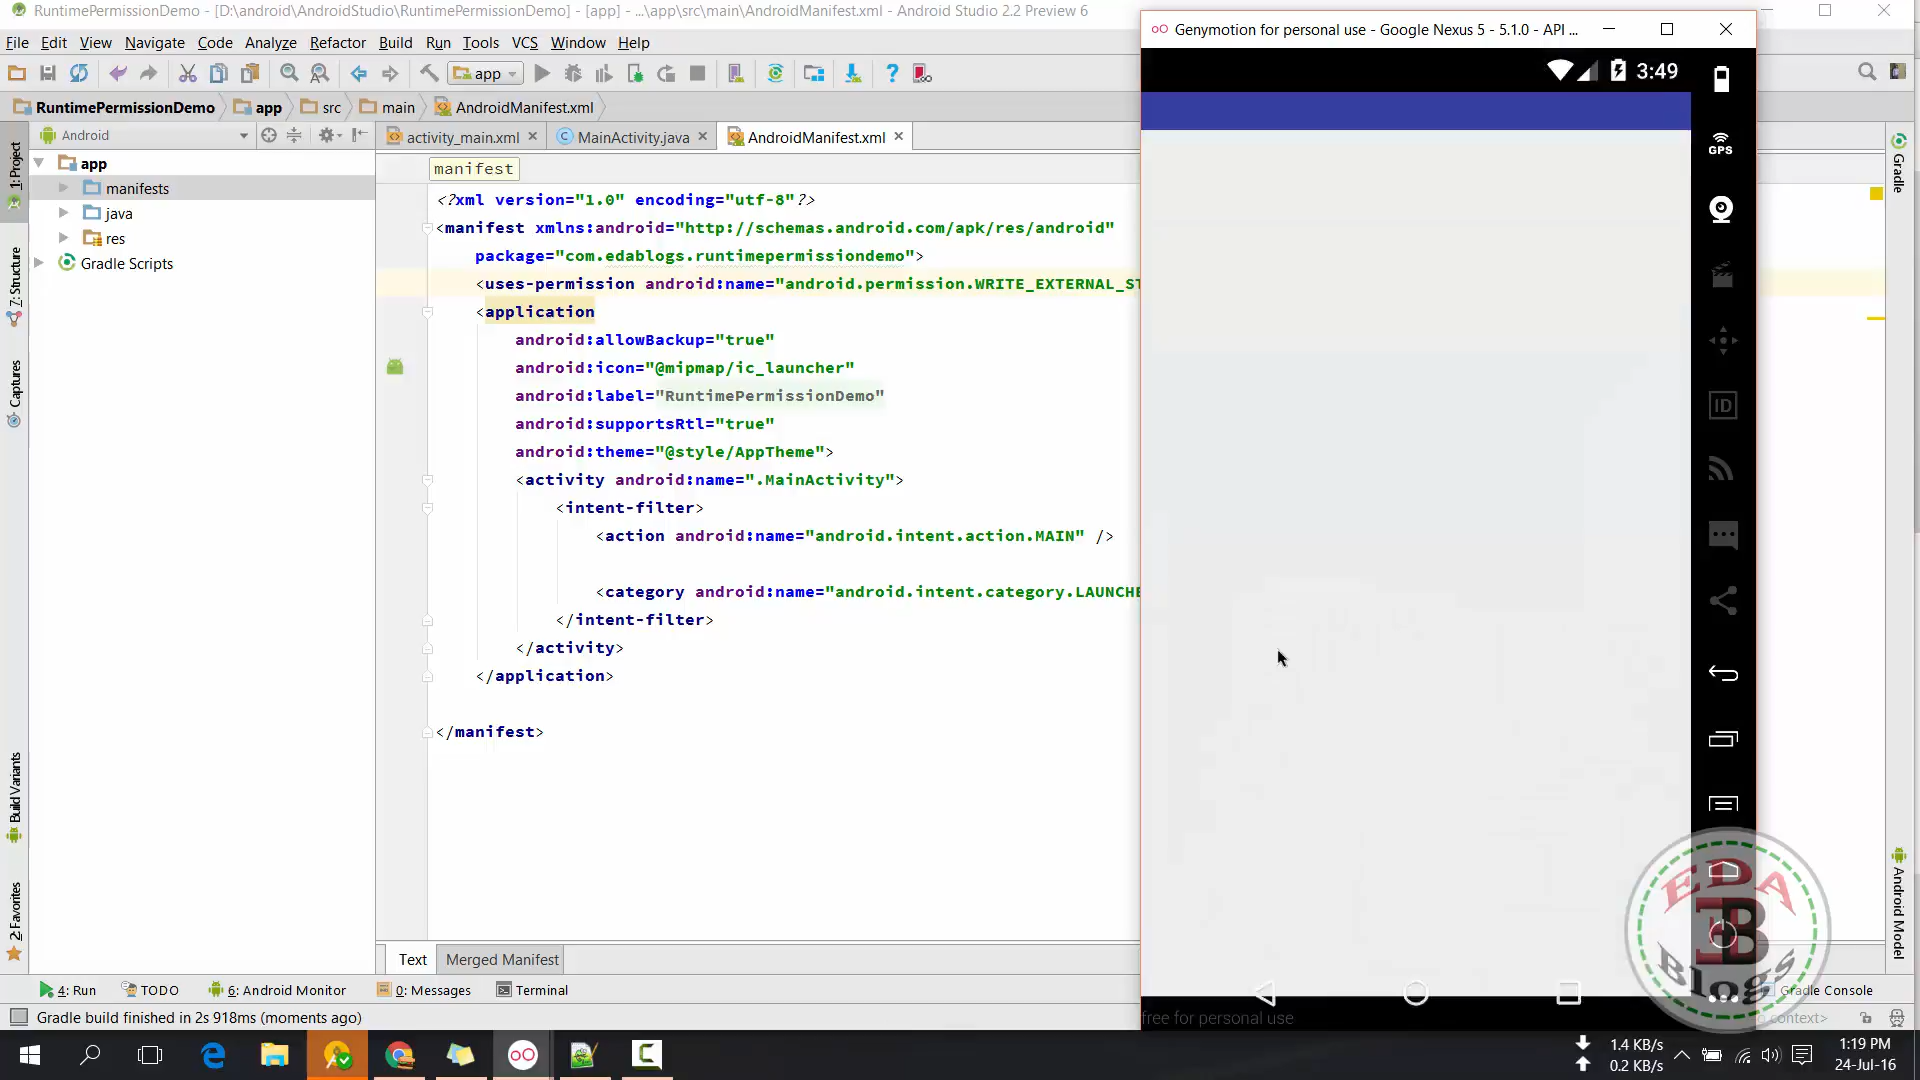 RuntimePermissionDemo - [D:\android\AndroidStudio\RuntimePermissionDemo] - [app] - ...\app\src\main\AndroidManifest.xml - Android Studio 2.2 Preview 6
File Edit View Navigate Code Analyze Refactor Build Run Tools VCS Window Help
app
RuntimePermissionDemo app src main AndroidManifest.xml
Android
activity_main.xml MainActivity.java AndroidManifest.xml
1: Project
7: Structure
Captures
Build Variants
2: Favorites
app
manifests
java
res
Gradle Scripts
manifest
<?xml version="1.0" encoding="utf-8"?>
<manifest xmlns:android="http://schemas.android.com/apk/res/android"
package="com.edablogs.runtimepermissiondemo">
<uses-permission android:name="android.permission.WRITE_EXTERNAL_ST
<application
android:allowBackup="true"
android:icon="@mipmap/ic_launcher"
android:label="RuntimePermissionDemo"
android:supportsRtl="true"
android:theme="@style/AppTheme">
<activity android:name=".MainActivity">
<intent-filter>
<action android:name="android.intent.action.MAIN" />
<category android:name="android.intent.category.LAUNCHE
</intent-filter>
</activity>
</application>
</manifest>
Text Merged Manifest
Genymotion for personal use - Google Nexus 5 - 5.1.0 - API ...
3:49
GPS
ID
free for personal use
EDA
EB
Blogs
Gradle
Android Model
4: Run TODO 6: Android Monitor 0: Messages Terminal Gradle Console
Gradle build finished in 2s 918ms (moments ago)
context>
1.4 KB/s
0.2 KB/s
1:19 PM
24-Jul-16